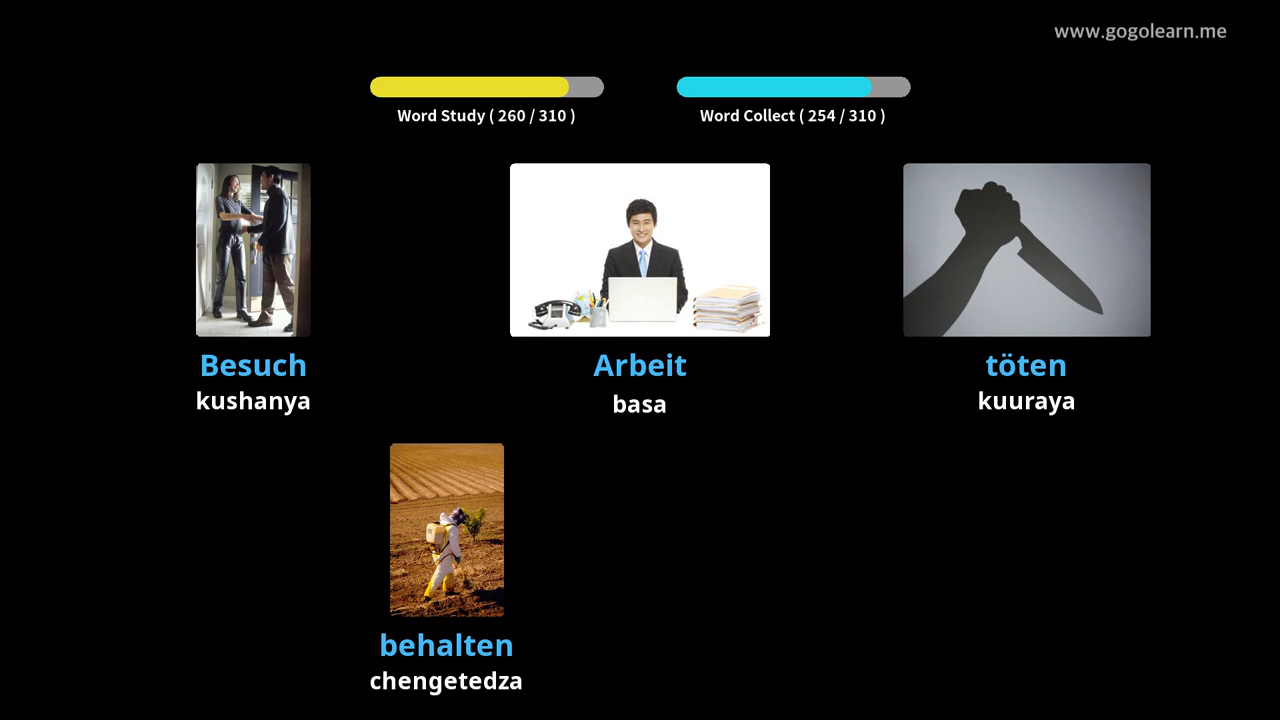 www.gogolearn.me
Word Study ( 260 / 310 )
Word Collect ( 254 / 310 )
Besuch
kushanya
Arbeit
basa
töten
kuuraya
behalten
chengetedza